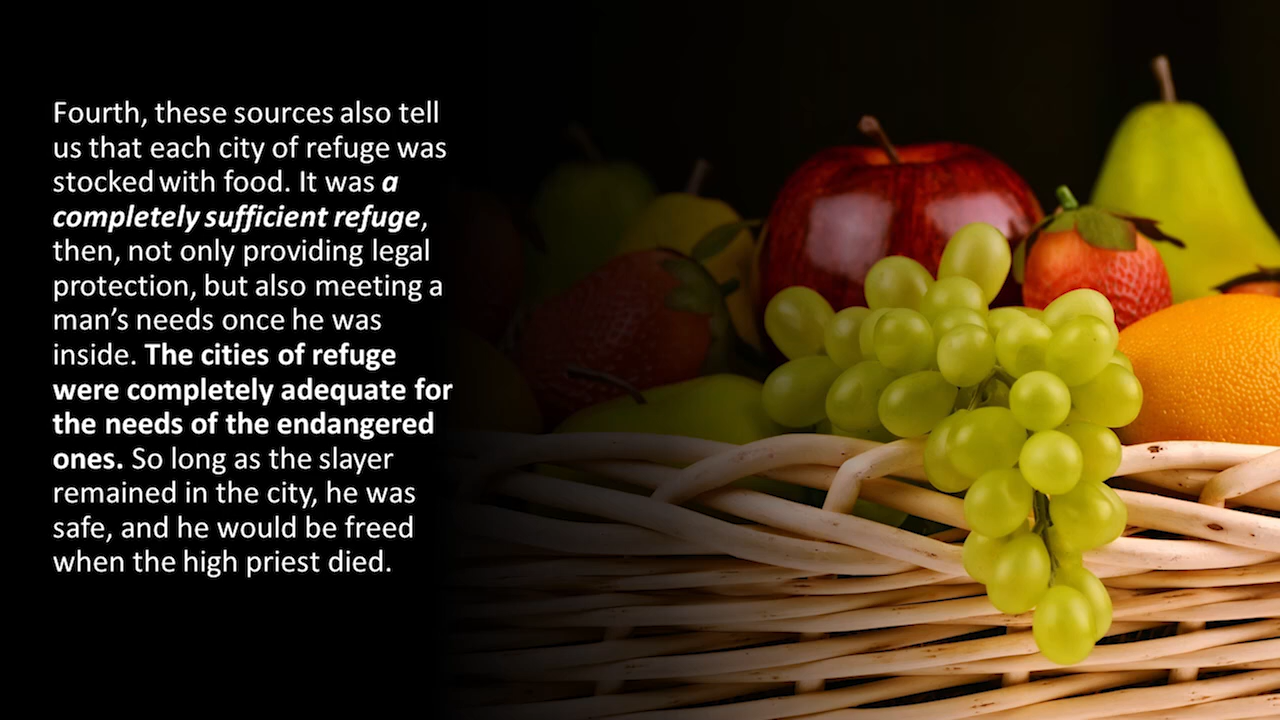 Fourth, these sources also tell
us that each city of refuge was
stocked with food. It was a
completely sufficient refuge,
then, not only providing legal
protection, but also meeting a
man’s needs once he was
inside. The cities of refuge
were completely adequate for
the needs of the endangered
ones. So long as the slayer
remained in the city, he was
safe, and he would be freed
when the high priest died.